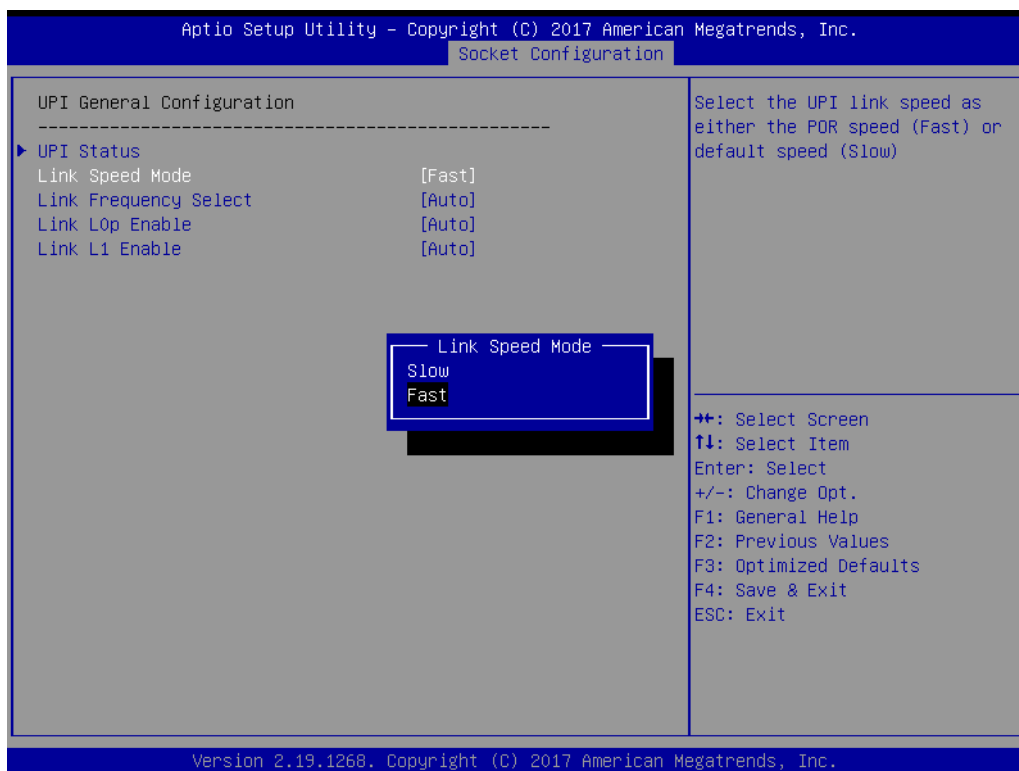 Aptio Setup Utility – Copyright (C) 2017 American Megatrends, Inc.
Socket Configuration
UPI General Configuration
--------------------------------------------------
UPI Status
Link Speed Mode [Fast]
Link Frequency Select [Auto]
Link L0p Enable [Auto]
Link L1 Enable [Auto]
Link Speed Mode
Slow
Fast
Select the UPI link speed as
either the POR speed (Fast) or
default speed (Slow)
→←: Select Screen
↑↓: Select Item
Enter: Select
+/-: Change Opt.
F1: General Help
F2: Previous Values
F3: Optimized Defaults
F4: Save & Exit
ESC: Exit
Version 2.19.1268. Copyright (C) 2017 American Megatrends, Inc.